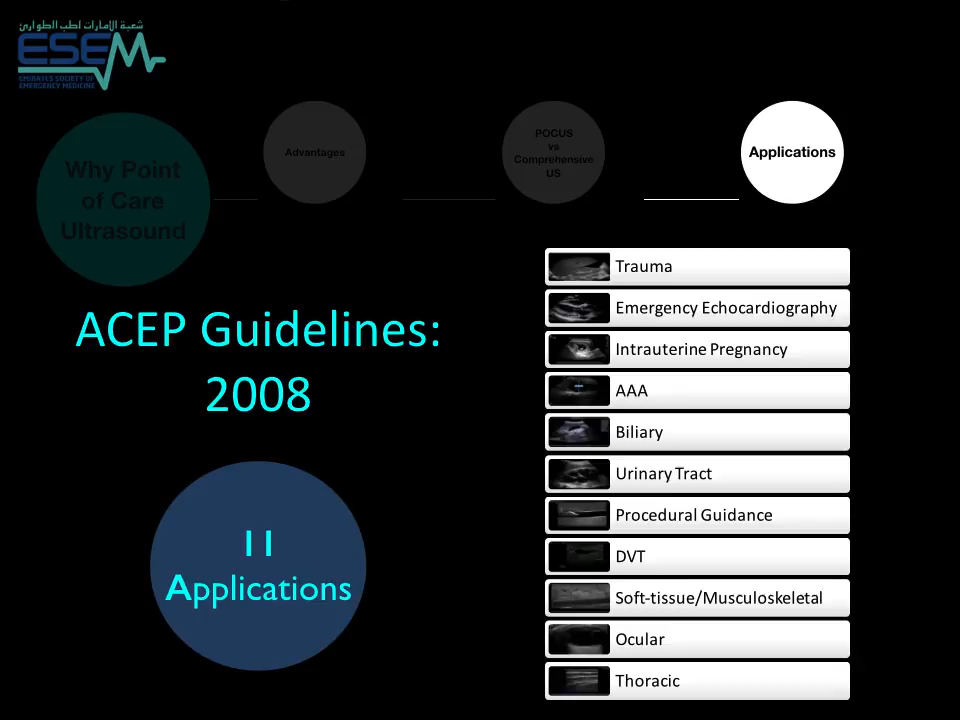 شعبة الإمارات لطب الطوارئ
ESEM
EMIRATES SOCIETY OF
EMERGENCY MEDICINE
Why Point
of Care
Ultrasound
Advantages
POCUS
vs
Comprehensive
US
Applications
ACEP Guidelines:
2008
11
Applications
Trauma
Emergency Echocardiography
Intrauterine Pregnancy
AAA
Biliary
Urinary Tract
Procedural Guidance
DVT
Soft-tissue/Musculoskeletal
Ocular
Thoracic